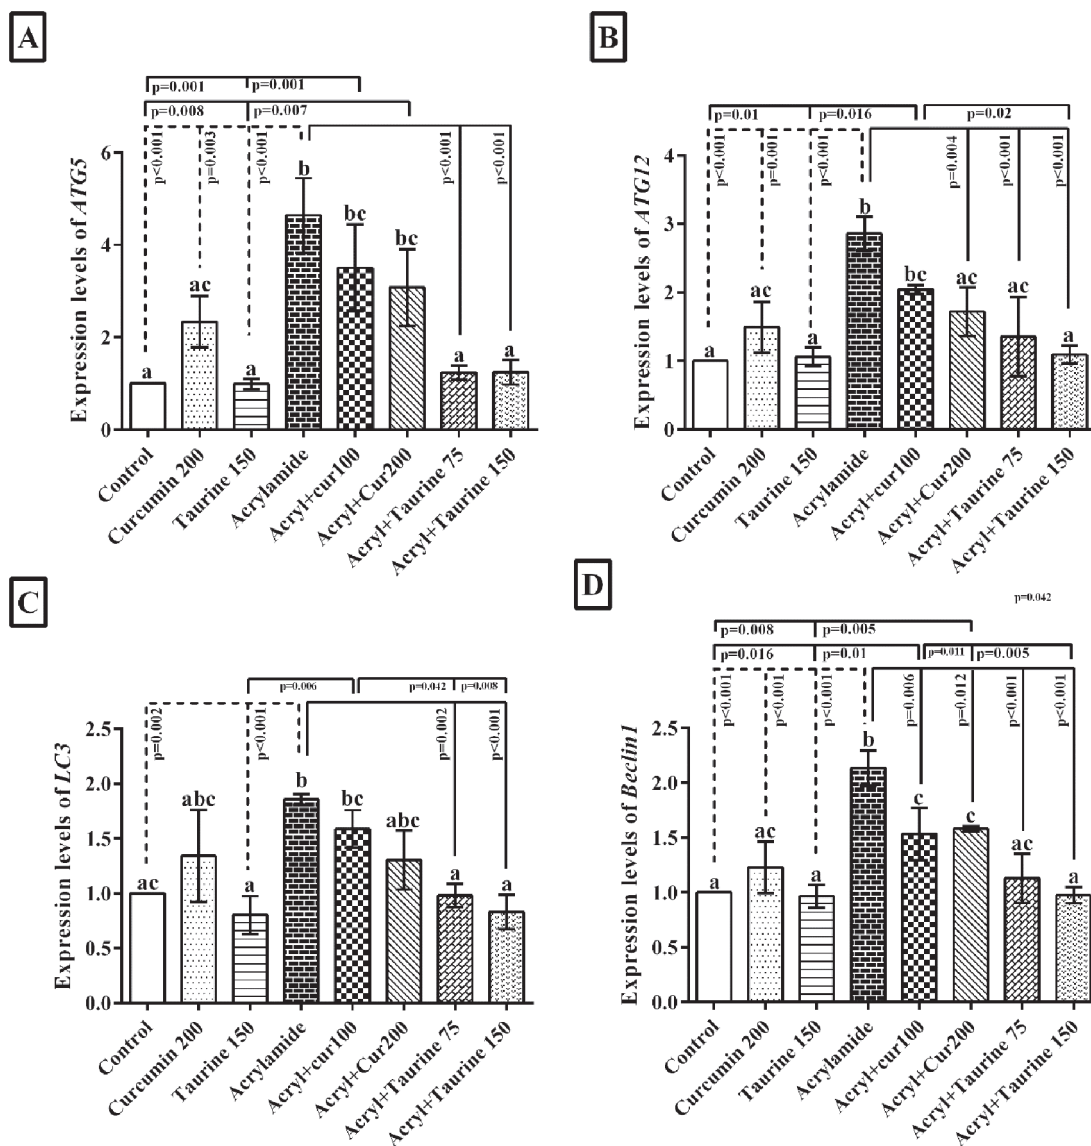 A
p=0.001 p=0.001
p=0.008 p=0.007
p<0.001 p=0.003 p<0.001 p<0.001 p<0.001
Expression levels of ATG5
6
4
2
0
a ac a b bc bc a a
Control
Curcumin 200
Taurine 150
Acrylamide
Acryl+cur100
Acryl+Cur200
Acryl+Taurine 75
Acryl+Taurine 150
B
p=0.01 p=0.016 p=0.02
p<0.001 p=0.001 p<0.001 p=0.004 p<0.001 p<0.001
Expression levels of ATG12
4
3
2
1
0
a ac a b bc ac ac a
Control
Curcumin 200
Taurine 150
Acrylamide
Acryl+cur100
Acryl+Cur200
Acryl+Taurine 75
Acryl+Taurine 150
C
p=0.006 p=0.042 p=0.008
p=0.002 p<0.001 p=0.002 p<0.001
Expression levels of LC3
2.5
2.0
1.5
1.0
0.5
0.0
ac abc a b bc abc a a
Control
Curcumin 200
Taurine 150
Acrylamide
Acryl+cur100
Acryl+Cur200
Acryl+Taurine 75
Acryl+Taurine 150
D
p=0.042
p=0.008 p=0.005
p=0.016 p=0.01 p=0.011 p=0.005
p<0.001 p<0.001 p<0.001 p=0.006 p=0.012 p<0.001 p<0.001
Expression levels of Beclin1
2.5
2.0
1.5
1.0
0.5
0.0
a ac a b c c ac a
Control
Curcumin 200
Taurine 150
Acrylamide
Acryl+cur100
Acryl+Cur200
Acryl+Taurine 75
Acryl+Taurine 150